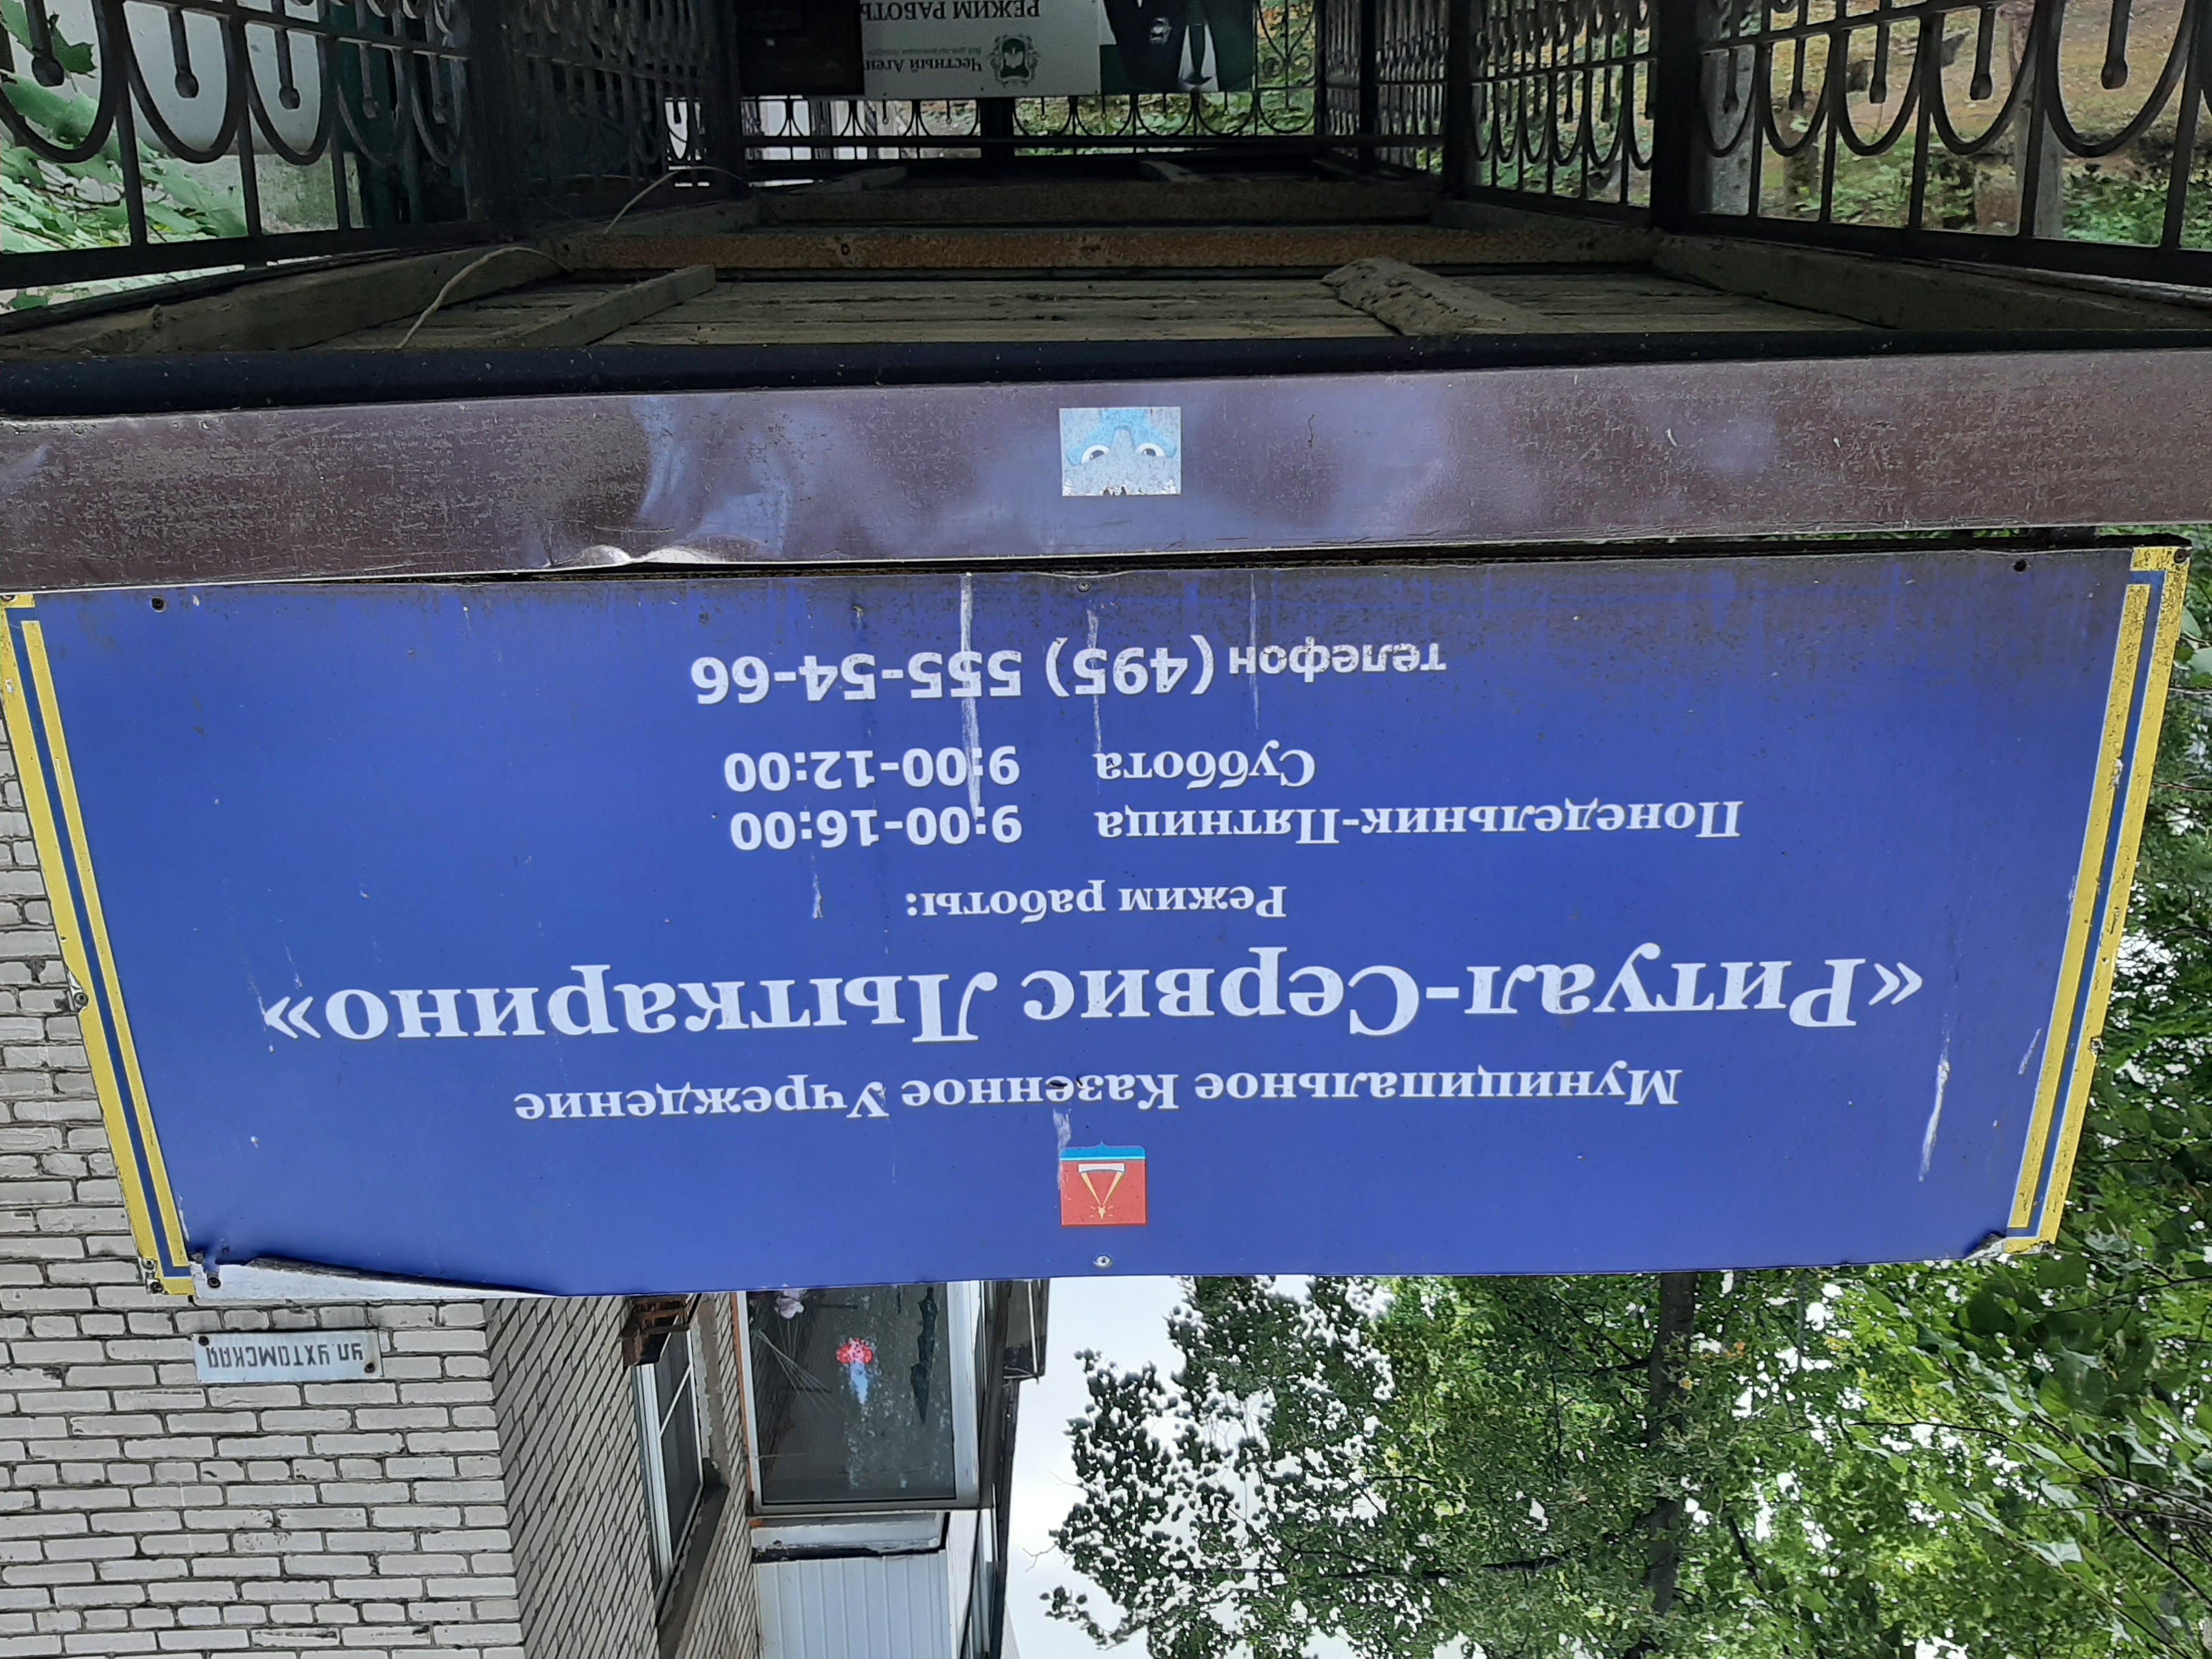 ул. УХТОМСКАЯ
Муниципальное Казенное Учреждение
«Ритуал-Сервис Лыткарино»
Режим работы:
Понедельник-Пятница 9:00-16:00
Суббота 9:00-12:00
телефон (495) 555-54-66
Честный
РЕЖИМ РАБОТЫ